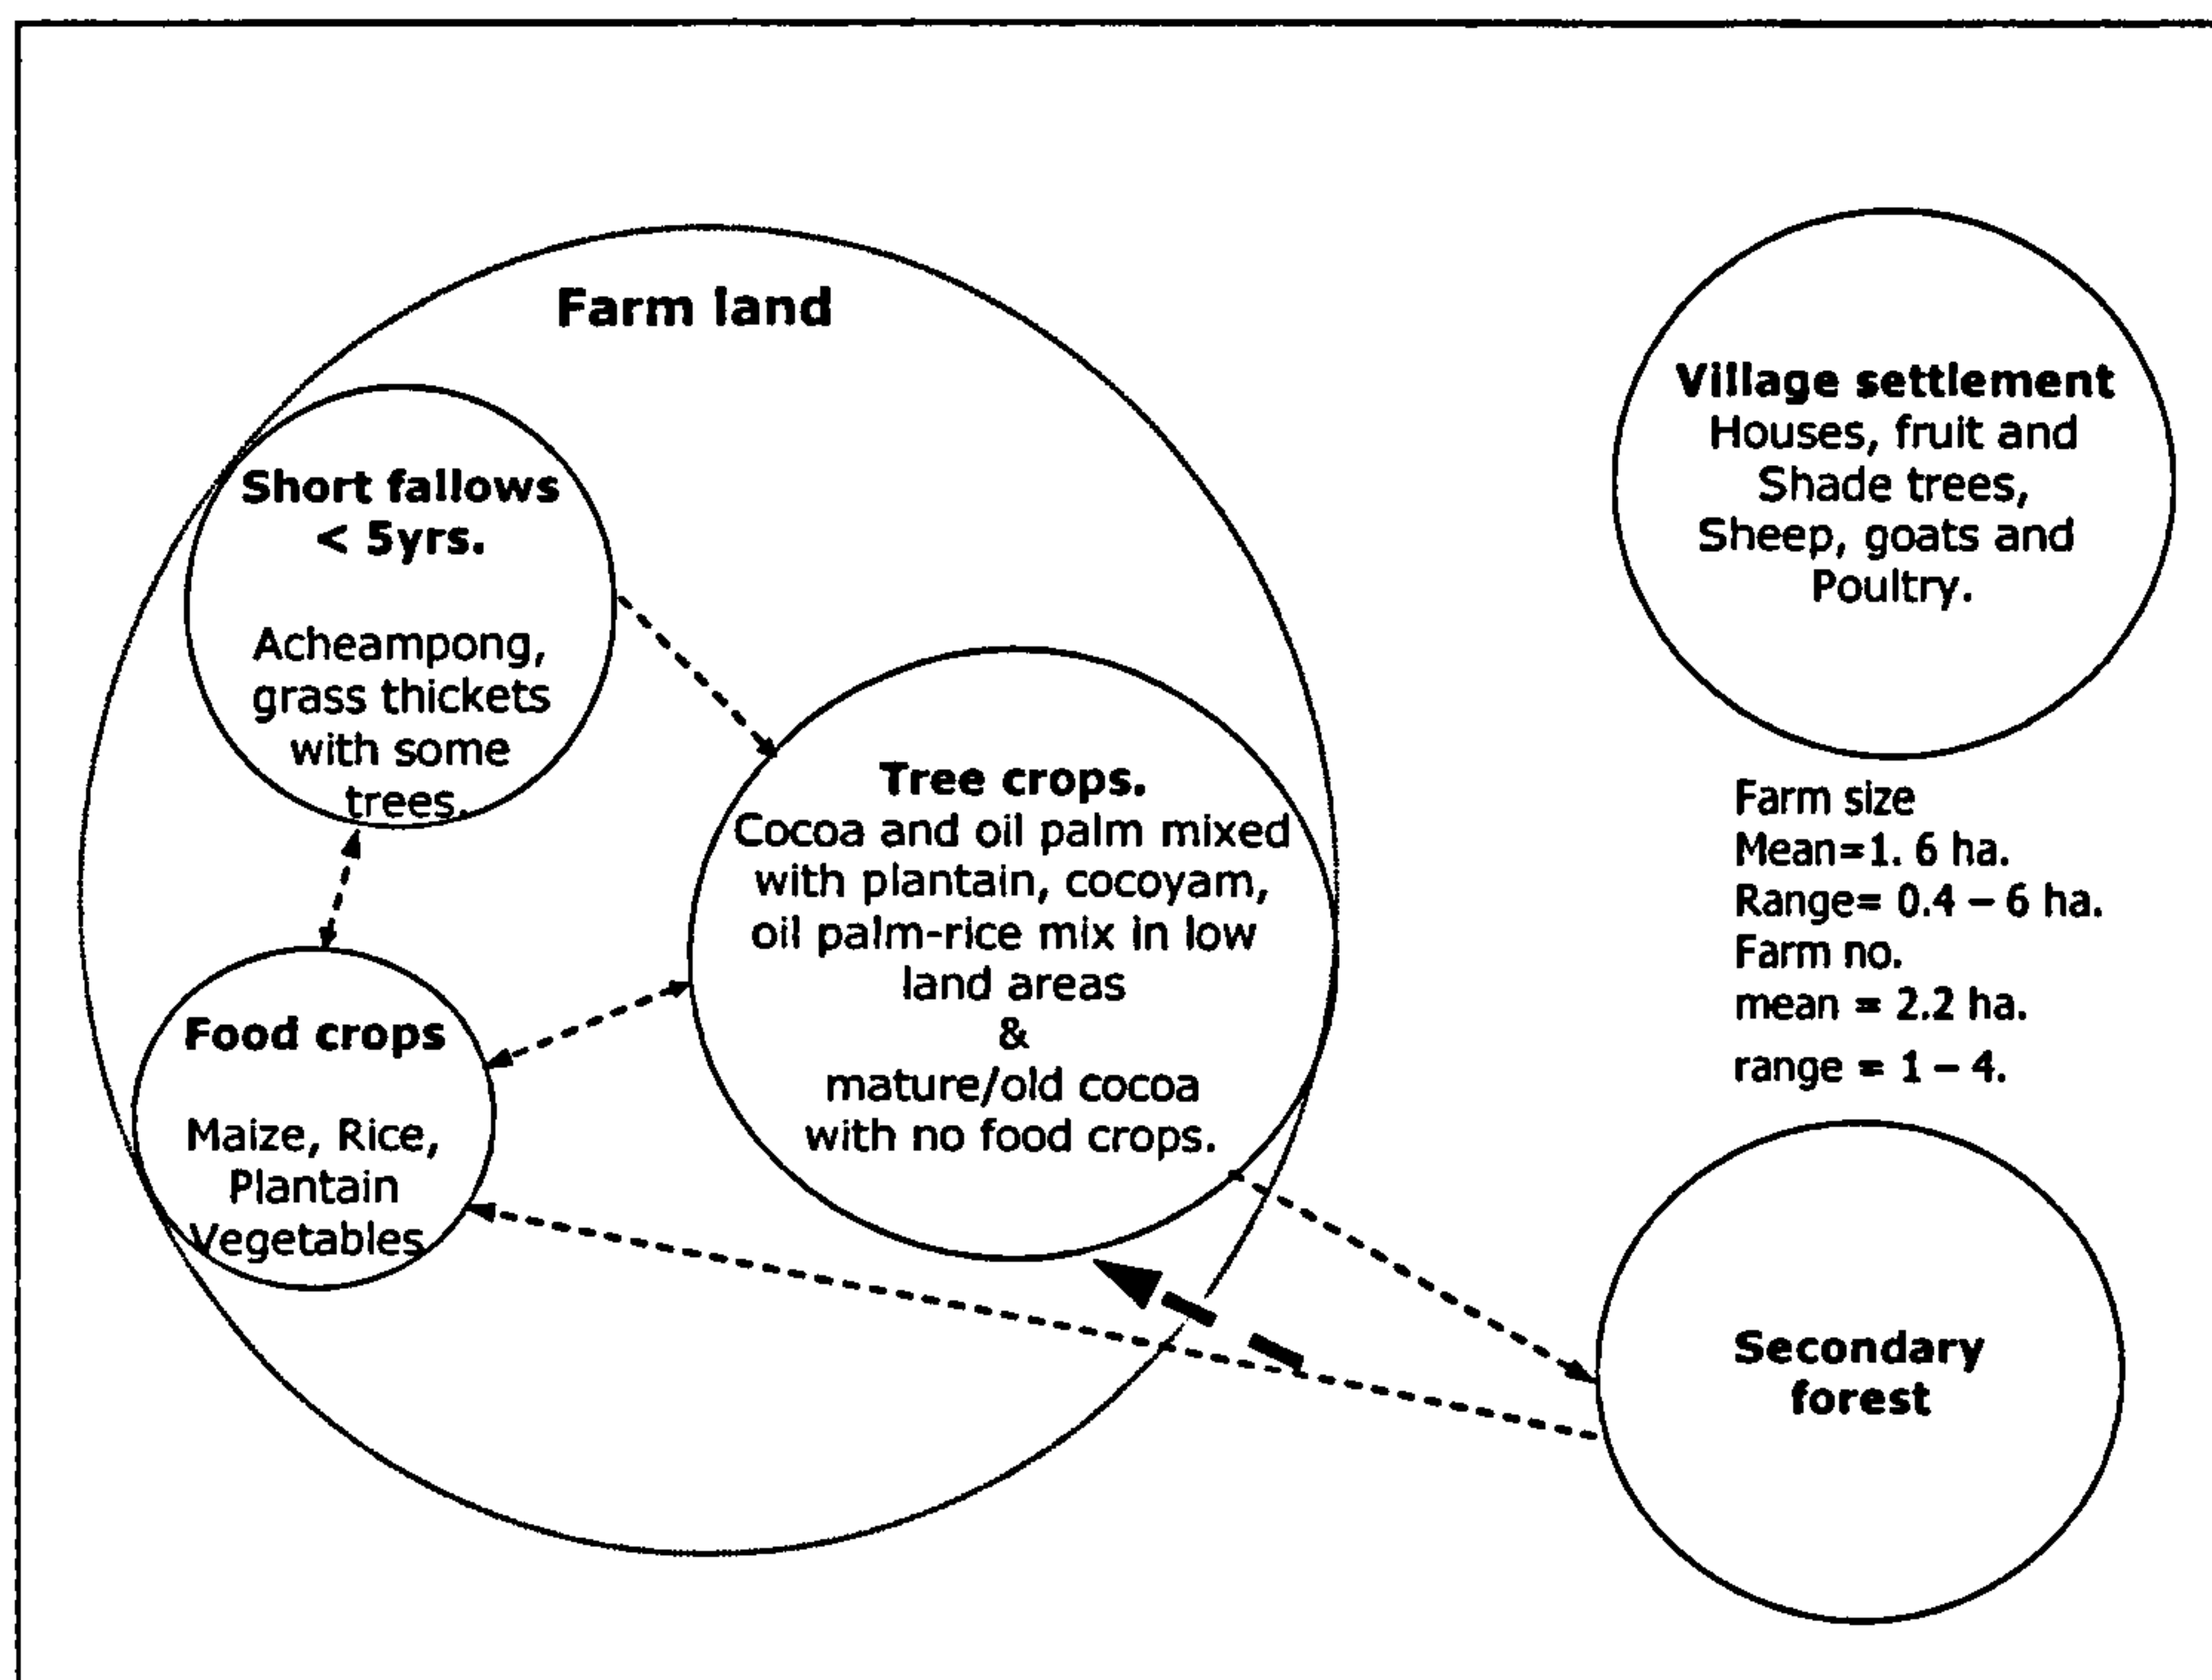 Farm land
Short fallows
< 5yrs.
Acheampong,
grass thickets
with some
trees.
Food crops
Maize, Rice,
Plantain
Vegetables
Tree crops.
Cocoa and oil palm mixed
with plantain, cocoyam,
oil palm-rice mix in low
land areas
&
mature/old cocoa
with no food crops.
Village settlement
Houses, fruit and
Shade trees,
Sheep, goats and
Poultry.
Farm size
Mean=1. 6 ha.
Range= 0.4 – 6 ha.
Farm no.
mean = 2.2 ha.
range = 1 – 4.
Secondary
forest